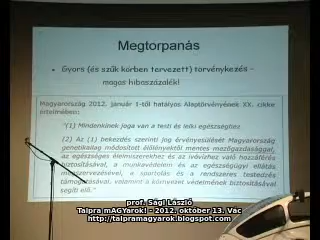 Megtorpanás
• Gyors (és szűk körben tervezett) törvénykezés –
magas hibaszázalék!
Magyarország 2012. január 1-től hatályos Alaptörvényének XX. cikke
értelmében:
"(1) Mindenkinek joga van a testi és lelki egészséghez.
(2) Az (1) bekezdés szerinti jog érvényesülését Magyarország
genetikailag módosított élőlényektől mentes mezőgazdasággal,
az egészséges élelmiszerekhez és az ivóvízhez való hozzáférés
biztosításával, a munkavédelem és az egészségügyi ellátás
megszervezésével, a sportolás és a rendszeres testedzés
támogatásával, valamint a környezet védelmének biztosításával
segíti elő."
prof. Sági László
Talpra mAGYarok! - 2012. október 13. Vác
http://talpramagyarok.blogspot.com